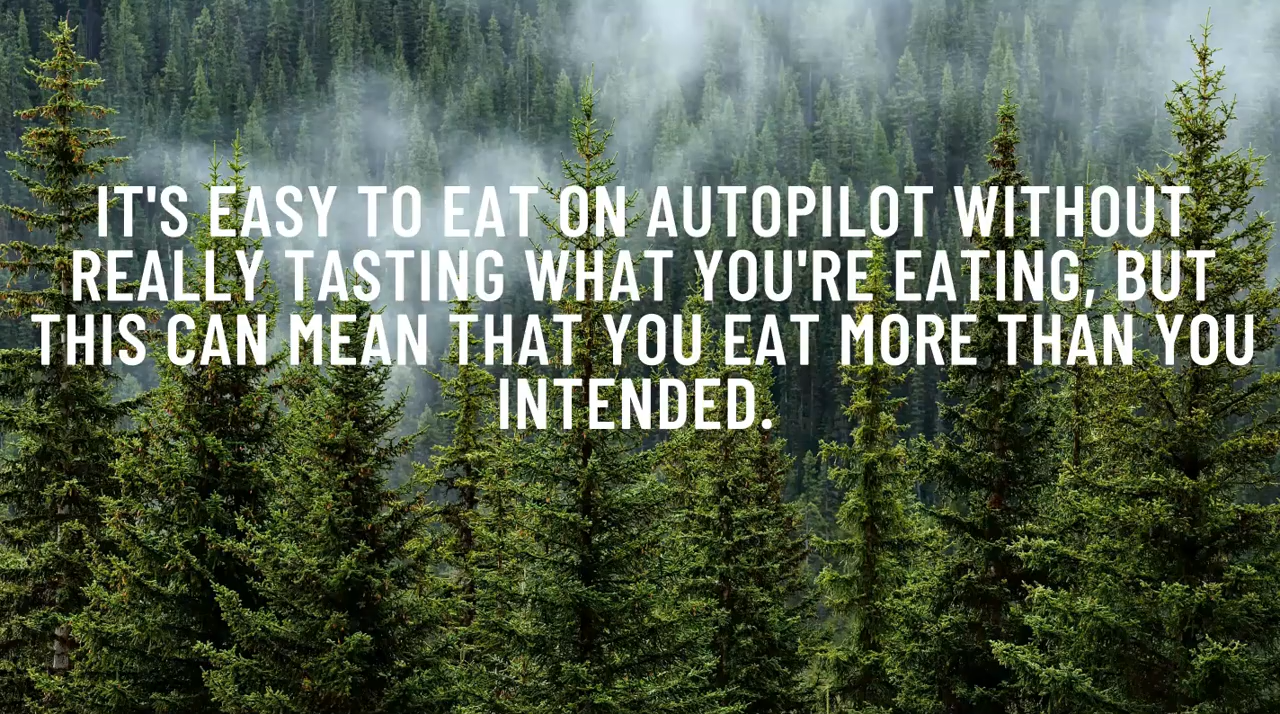 IT'S EASY TO EAT ON AUTOPILOT WITHOUT
REALLY TASTING WHAT YOU'RE EATING, BUT
THIS CAN MEAN THAT YOU EAT MORE THAN YOU
INTENDED.